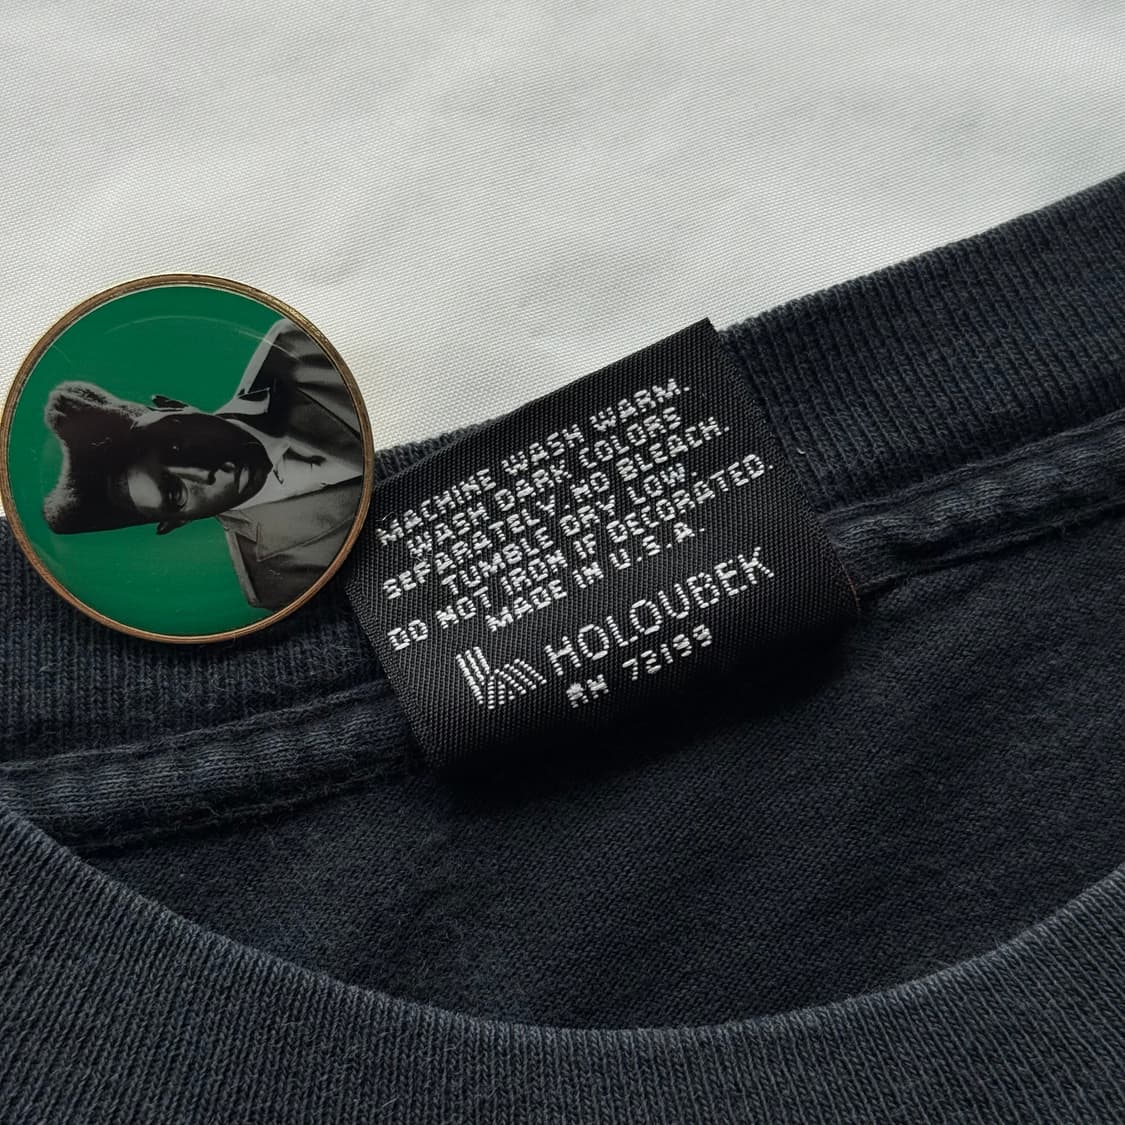 MACHINE WASH WARM.
WASH DARK COLORS
SEPARATELY. NO BLEACH.
TUMBLE DRY LOW.
DO NOT IRON IF DECORATED.
MADE IN U.S.A.
HOLOUBEK
RN 72199